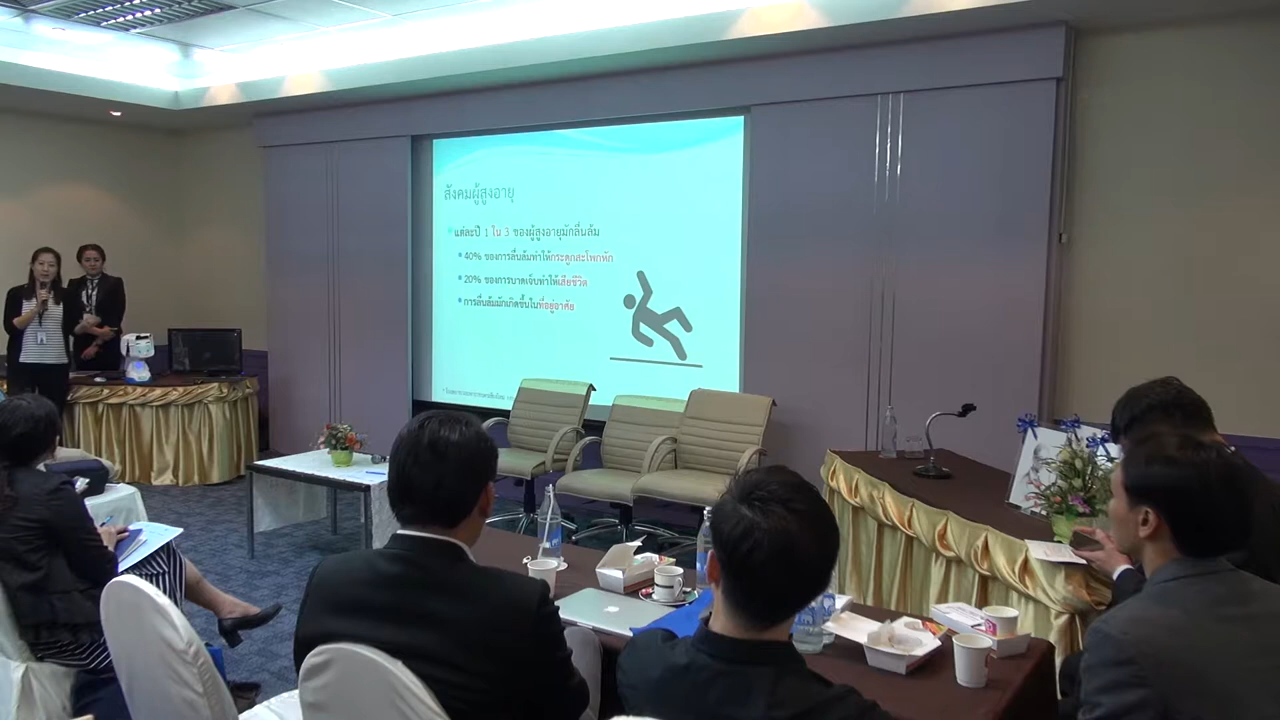 สังคมผู้สูงอายุ
แต่ละปี 1 ใน 3 ของผู้สูงอายุมักลื่นล้ม
40% ของการลื่นล้มทำให้กระดูกสะโพกหัก
20% ของการบาดเจ็บทำให้เสียชีวิต
การลื่นล้มมักเกิดขึ้นในที่อยู่อาศัย